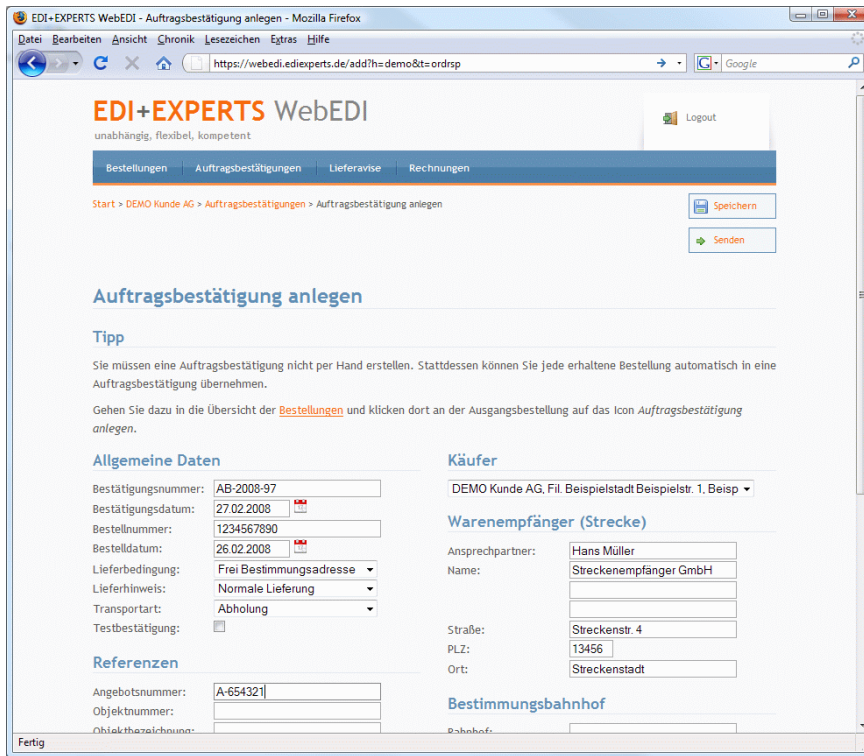 EDI+EXPERTS WebEDI - Auftragsbestätigung anlegen - Mozilla Firefox
Datei Bearbeiten Ansicht Chronik Lesezeichen Extras Hilfe
https://webedi.ediexperts.de/add?h=demo&t=ordrsp
G Google
EDI+EXPERTS WebEDI
unabhängig, flexibel, kompetent
Logout
Bestellungen Auftragsbestätigungen Lieferavise Rechnungen
Start > DEMO Kunde AG > Auftragsbestätigungen > Auftragsbestätigung anlegen
Speichern
Senden
Auftragsbestätigung anlegen
Tipp
Sie müssen eine Auftragsbestätigung nicht per Hand erstellen. Stattdessen können Sie jede erhaltene Bestellung automatisch in eine
Auftragsbestätigung übernehmen.
Gehen Sie dazu in die Übersicht der Bestellungen und klicken dort an der Ausgangsbestellung auf das Icon Auftragsbestätigung
anlegen.
Allgemeine Daten
Bestätigungsnummer: AB-2008-97
Bestätigungsdatum: 27.02.2008
Bestellnummer: 1234567890
Bestelldatum: 26.02.2008
Lieferbedingung: Frei Bestimmungsadresse
Lieferhinweis: Normale Lieferung
Transportart: Abholung
Testbestätigung:
Referenzen
Angebotsnummer: A-654321
Objektnummer:
Objektbezeichnung:
Käufer
DEMO Kunde AG, Fil. Beispielstadt Beispielstr. 1, Beisp
Warenempfänger (Strecke)
Ansprechpartner: Hans Müller
Name: Streckenempfänger GmbH
Straße: Streckenstr. 4
PLZ: 13456
Ort: Streckenstadt
Bestimmungsbahnhof
Bahnhof:
Fertig